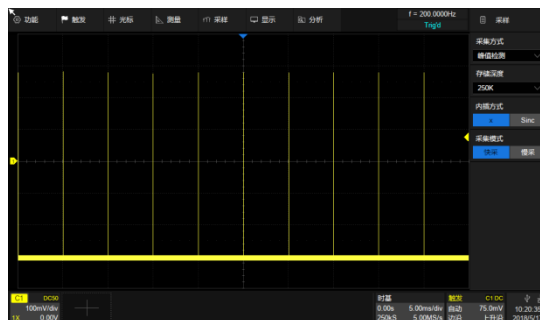 功能 触发 光标 测量 采样 显示 分析
f = 200.0000Hz
Trig'd
采样
采集方式
峰值检测
存储深度
250K
内插方式
x Sinc
采集模式
快采 慢采
C1 DC50
100mV/div
1X 0.00V
时基
0.00s 5.00ms/div
250kS 5.00MS/s
触发 C1 DC
自动 75.0mV
边沿 上升沿
10:20:35